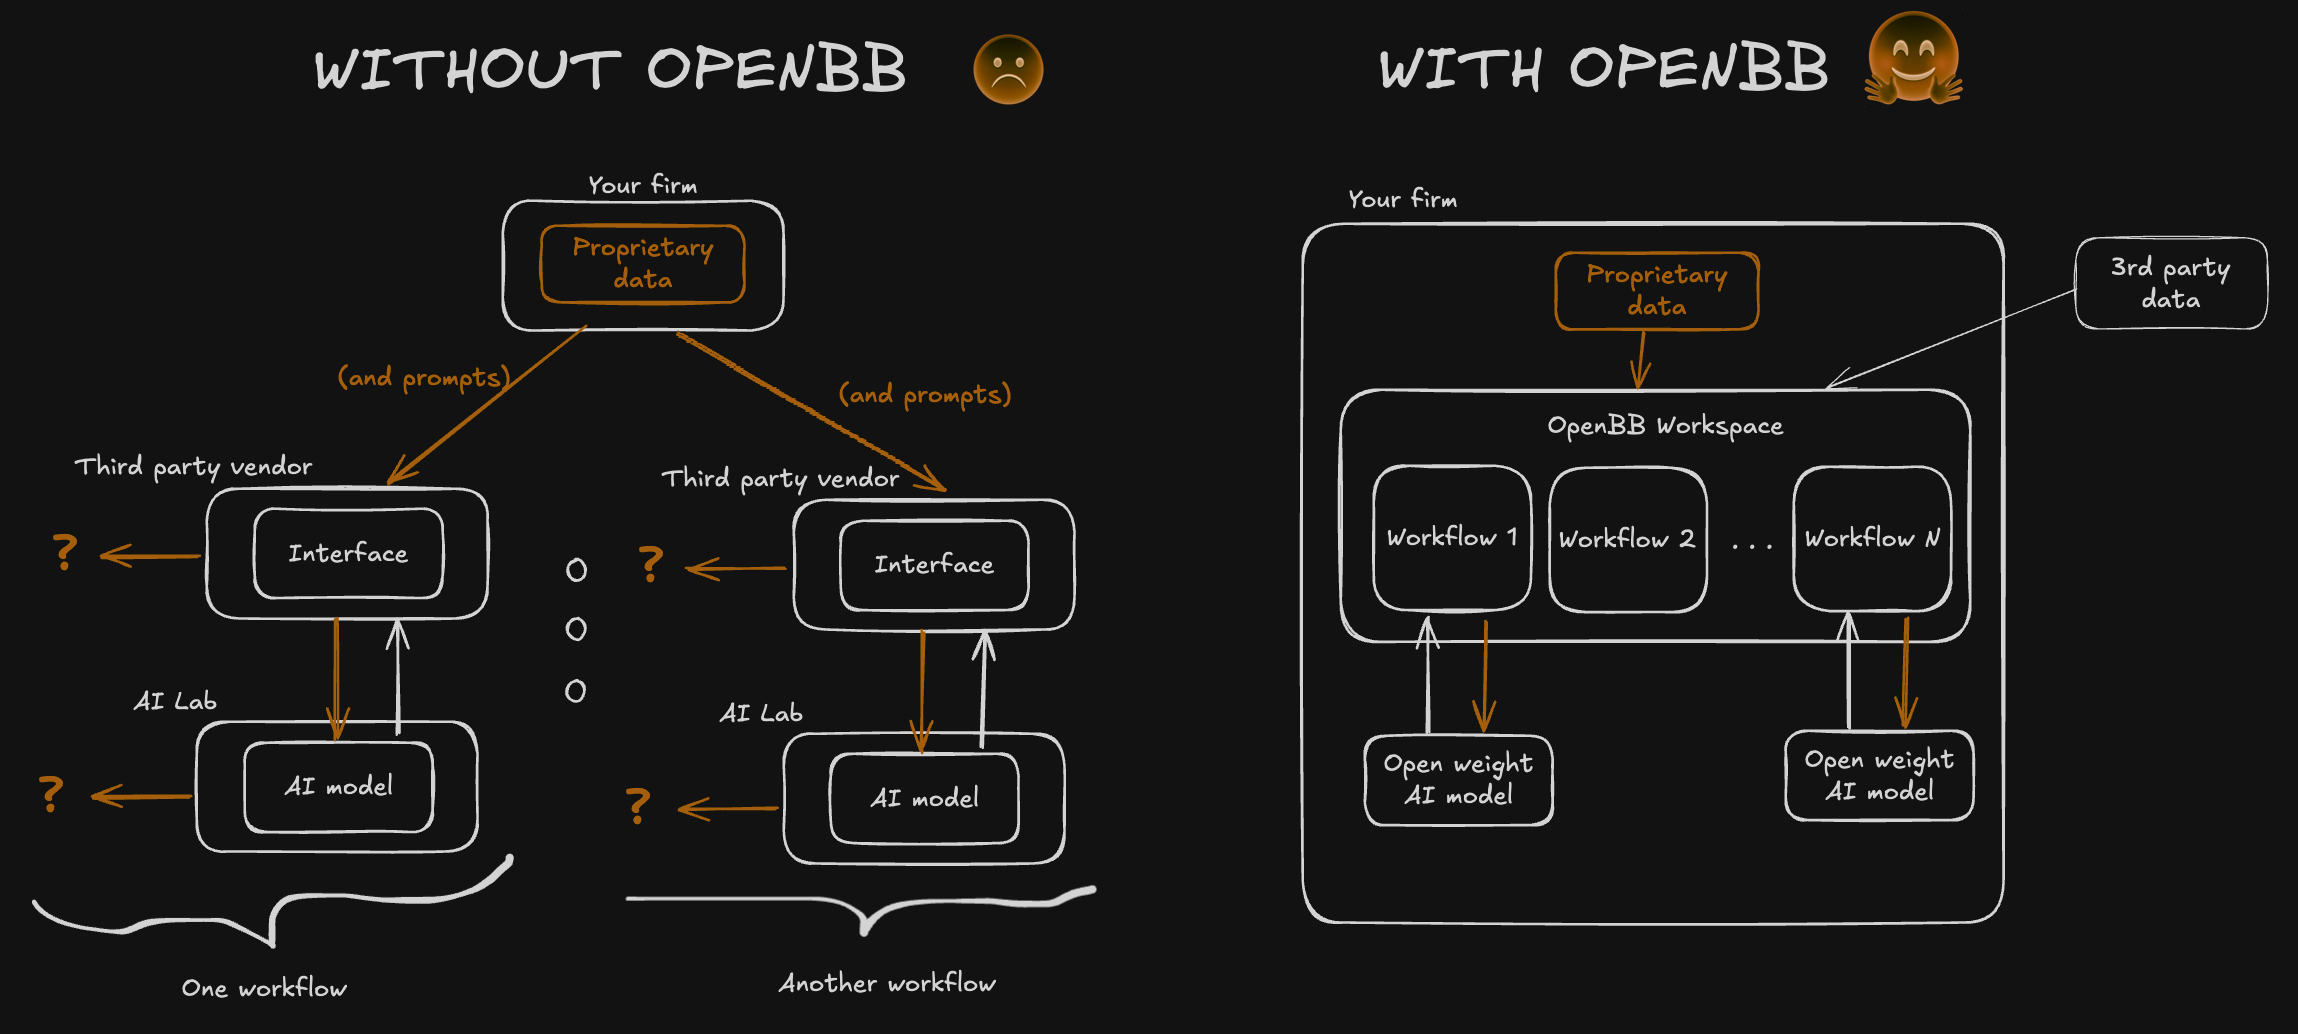 WITHOUT OPENBB
Your firm
Proprietary
data
(and prompts)
(and prompts)
Third party vendor
Interface
?
AI Lab
AI model
?
One workflow
Third party vendor
Interface
?
AI Lab
AI model
?
Another workflow
WITH OPENBB
Your firm
Proprietary
data
3rd party
data
OpenBB Workspace
Workflow 1
Workflow 2
...
Workflow N
Open weight
AI model
Open weight
AI model